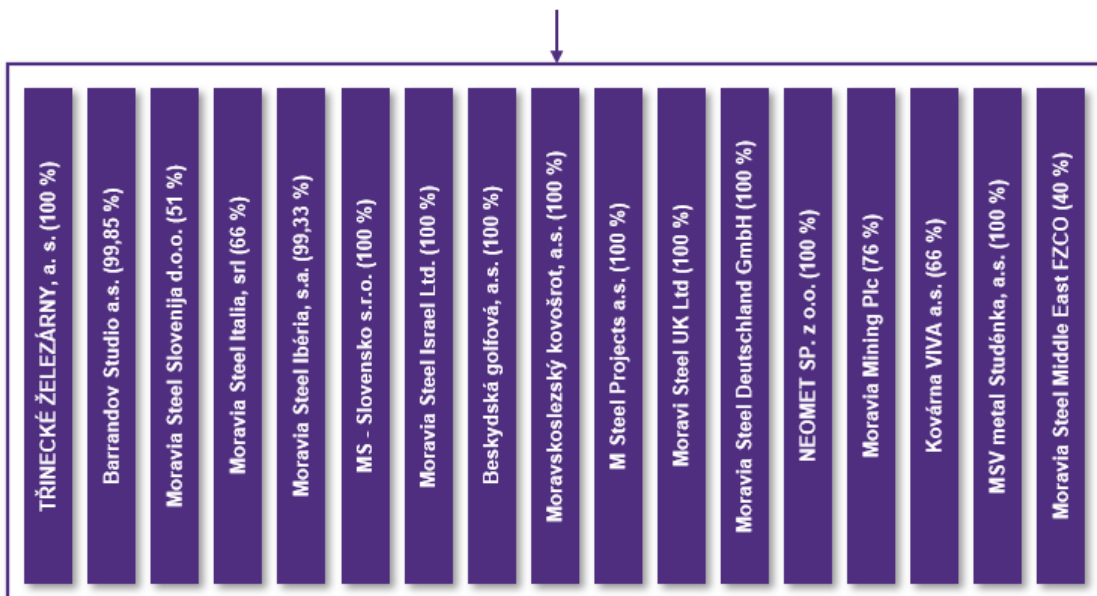 TŘINECKÉ ŽELEZÁRNY, a. s. (100 %)
Barrandov Studio a.s. (99,85 %)
Moravia Steel Slovenija d.o.o. (51 %)
Moravia Steel Italia, srl (66 %)
Moravia Steel Ibéria, s.a. (99,33 %)
MS - Slovensko s.r.o. (100 %)
Moravia Steel Israel Ltd. (100 %)
Beskydská golfová, a.s. (100 %)
Moravskoslezský kovošrot, a.s. (100 %)
M Steel Projects a.s. (100 %)
Moravi Steel UK Ltd (100 %)
Moravia Steel Deutschland GmbH (100 %)
NEOMET SP. z o.o. (100 %)
Moravia Mining Plc (76 %)
Kovárna VIVA a.s. (66 %)
MSV metal Studénka, a.s. (100 %)
Moravia Steel Middle East FZCO (40 %)